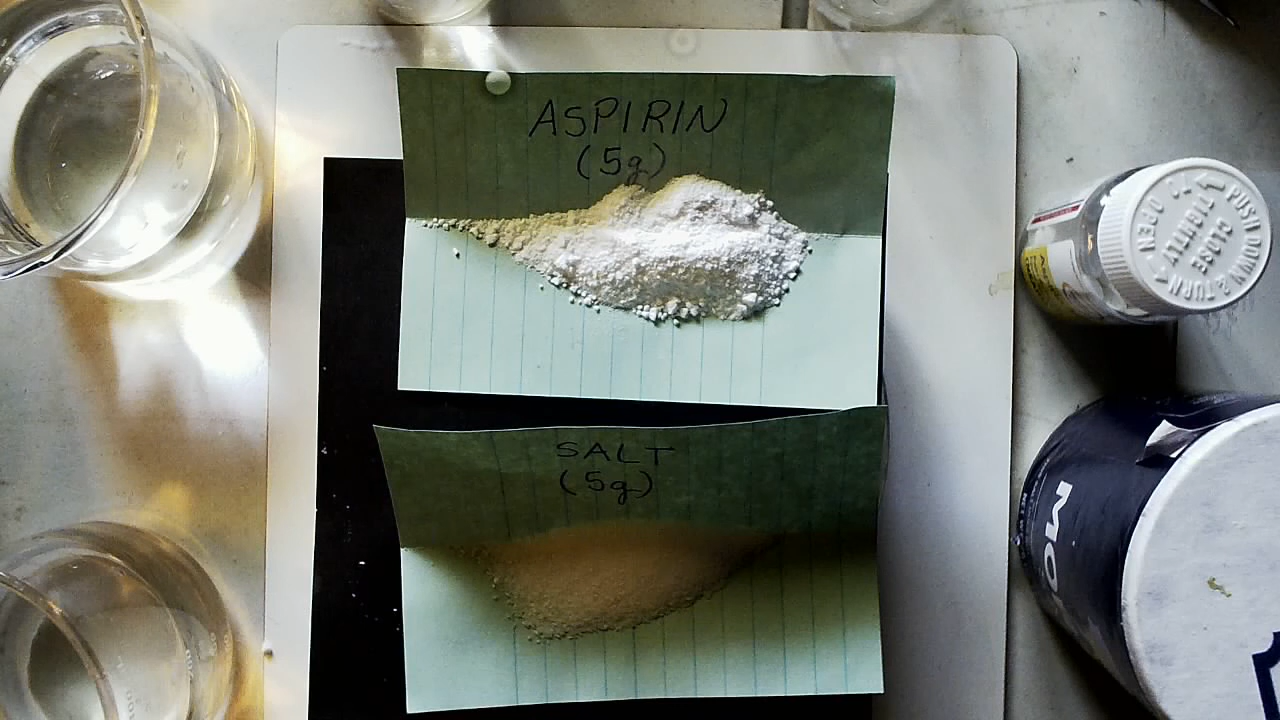 ASPIRIN
(5g)
SALT
(5g)
PUSH DOWN & TURN
TO OPEN
CLOSE
TIGHTLY
MO